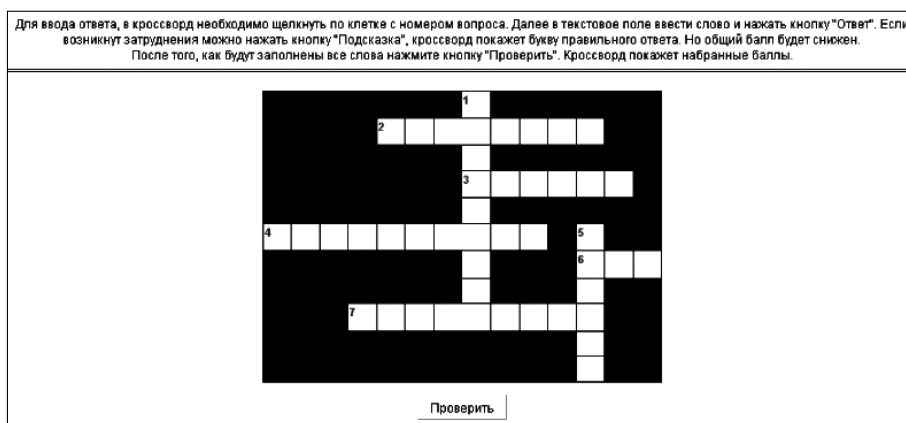 Для ввода ответа, в кроссворд необходимо щелкнуть по клетке с номером вопроса. Далее в текстовое поле ввести слово и нажать кнопку "Ответ". Если
возникнут затруднения можно нажать кнопку "Подсказка", кроссворд покажет букву правильного ответа. Но общий балл будет снижен.
После того, как будут заполнены все слова нажмите кнопку "Проверить". Кроссворд покажет набранные баллы.
1
2
3
4 5
6
7
Проверить